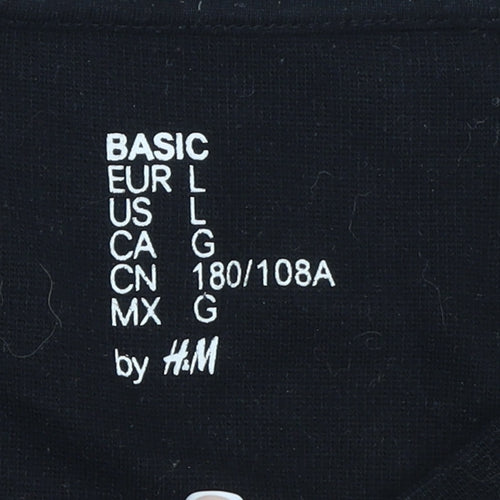 BASIC
EUR L
US L
CA G
CN 180/108A
MX G
by H&M